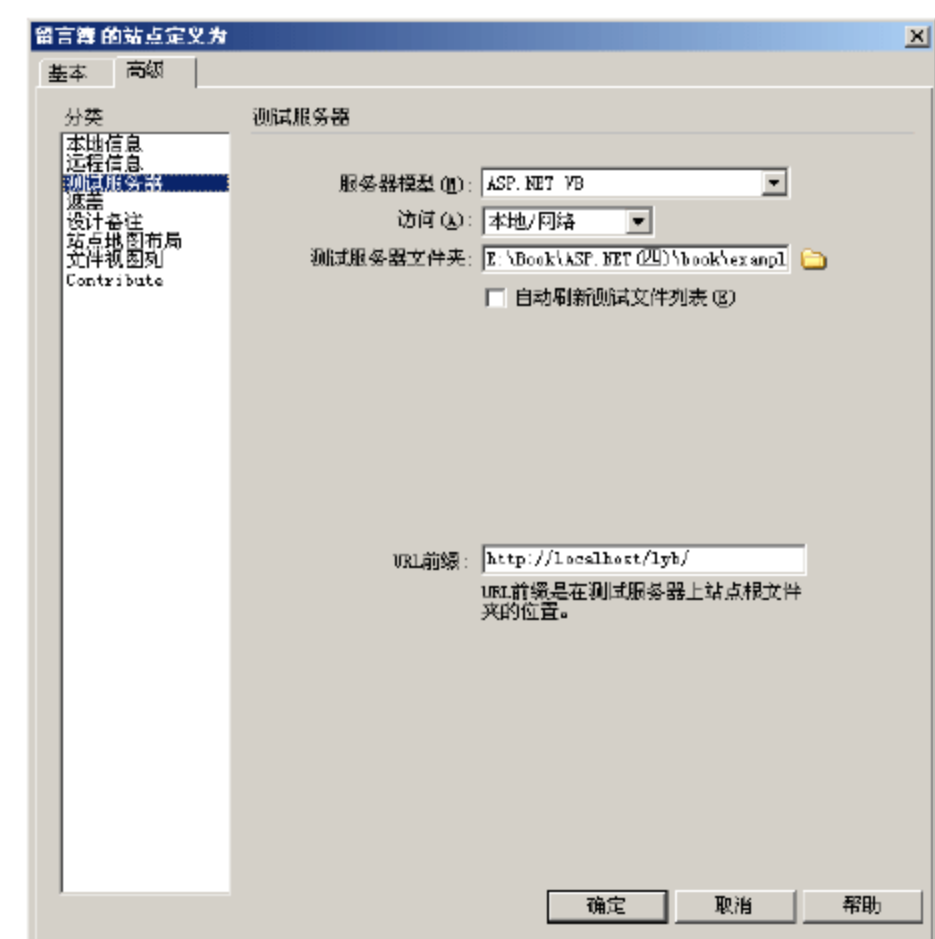 留言簿 的站点定义为
基本 高级
分类
本地信息
远程信息
测试服务器
遮盖
设计备注
站点地图布局
文件视图列
Contribute
测试服务器
服务器模型(M): ASP.NET VB
访问(A): 本地/网络
测试服务器文件夹: E:\Book\ASP.NET(四)\book\exampl
自动刷新测试文件列表(E)
URL前缀: http://localhost/lyb/
URL前缀是在测试服务器上站点根文件
夹的位置。
确定 取消 帮助